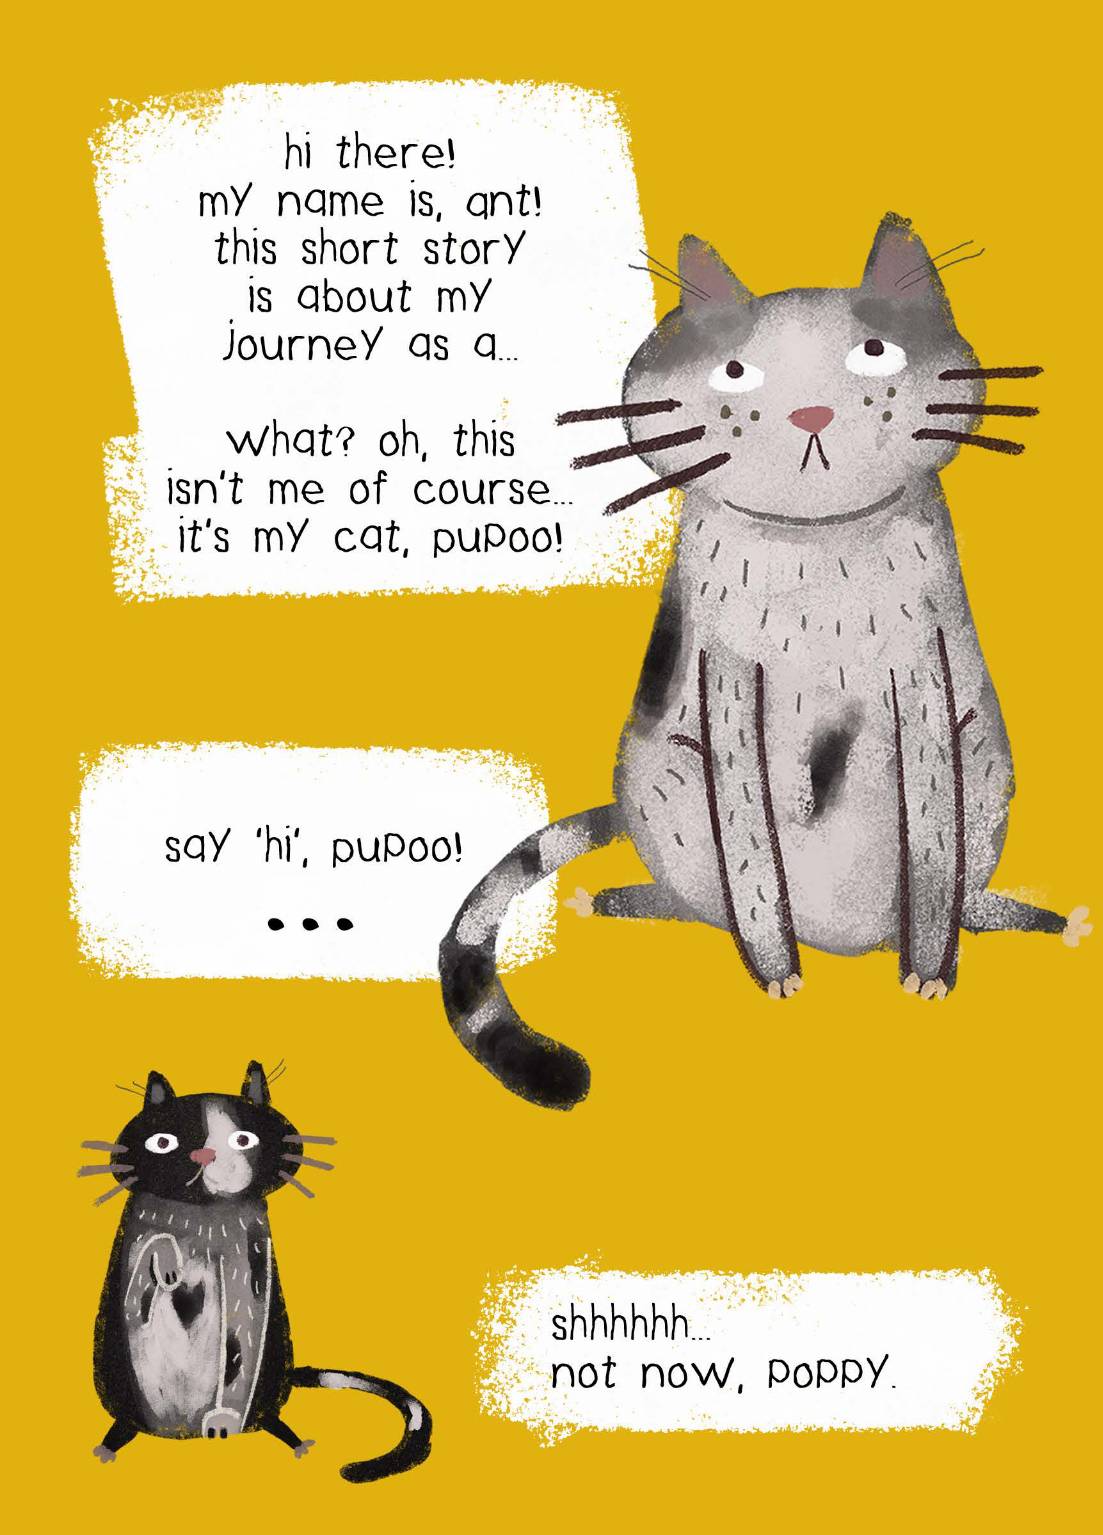 hi there!
my name is, ant!
this short story
is about my
journey as a...
what? oh, this
isn't me of course...
it's my cat, pupoo!
say 'hi', pupoo!
...
shhhhhh...
not now, poppy.